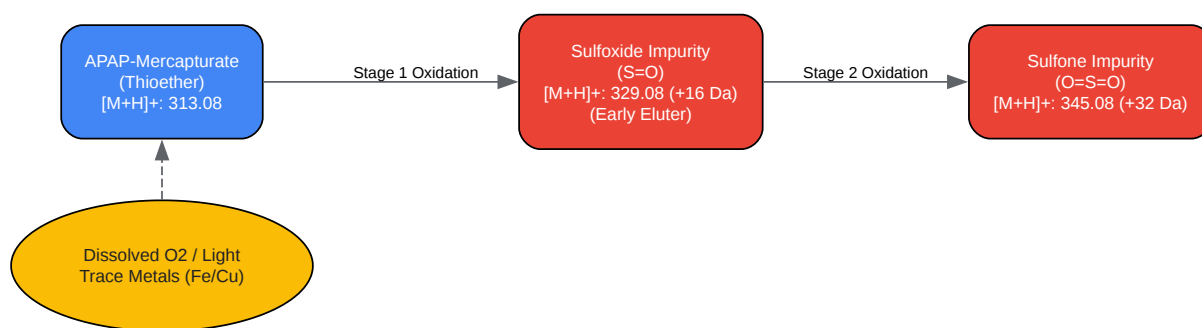 APAP-Mercapturate
(Thioether)
[M+H]+: 313.08
Stage 1 Oxidation
Sulfoxide Impurity
(S=O)
[M+H]+: 329.08 (+16 Da)
(Early Eluter)
Stage 2 Oxidation
Sulfone Impurity
(O=S=O)
[M+H]+: 345.08 (+32 Da)
Dissolved O2 / Light
Trace Metals (Fe/Cu)